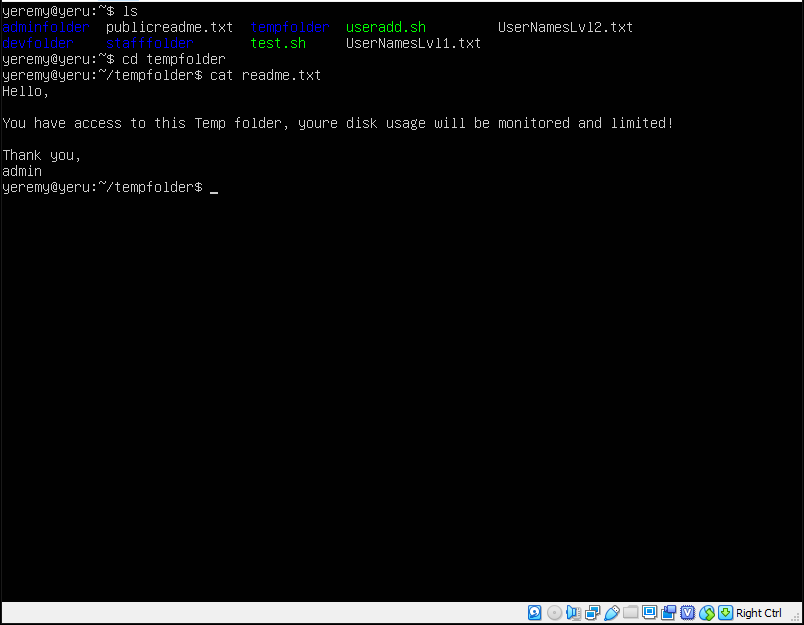 yeremy@yeru:~$ ls
adminfolder publicreadme.txt tempfolder useradd.sh UserNamesLvl2.txt
devfolder stafffolder test.sh UserNamesLvl1.txt
yeremy@yeru:~$ cd tempfolder
yeremy@yeru:~/tempfolder$ cat readme.txt
Hello,
You have access to this Temp folder, youre disk usage will be monitored and limited!
Thank you,
admin
yeremy@yeru:~/tempfolder$ _
Right Ctrl